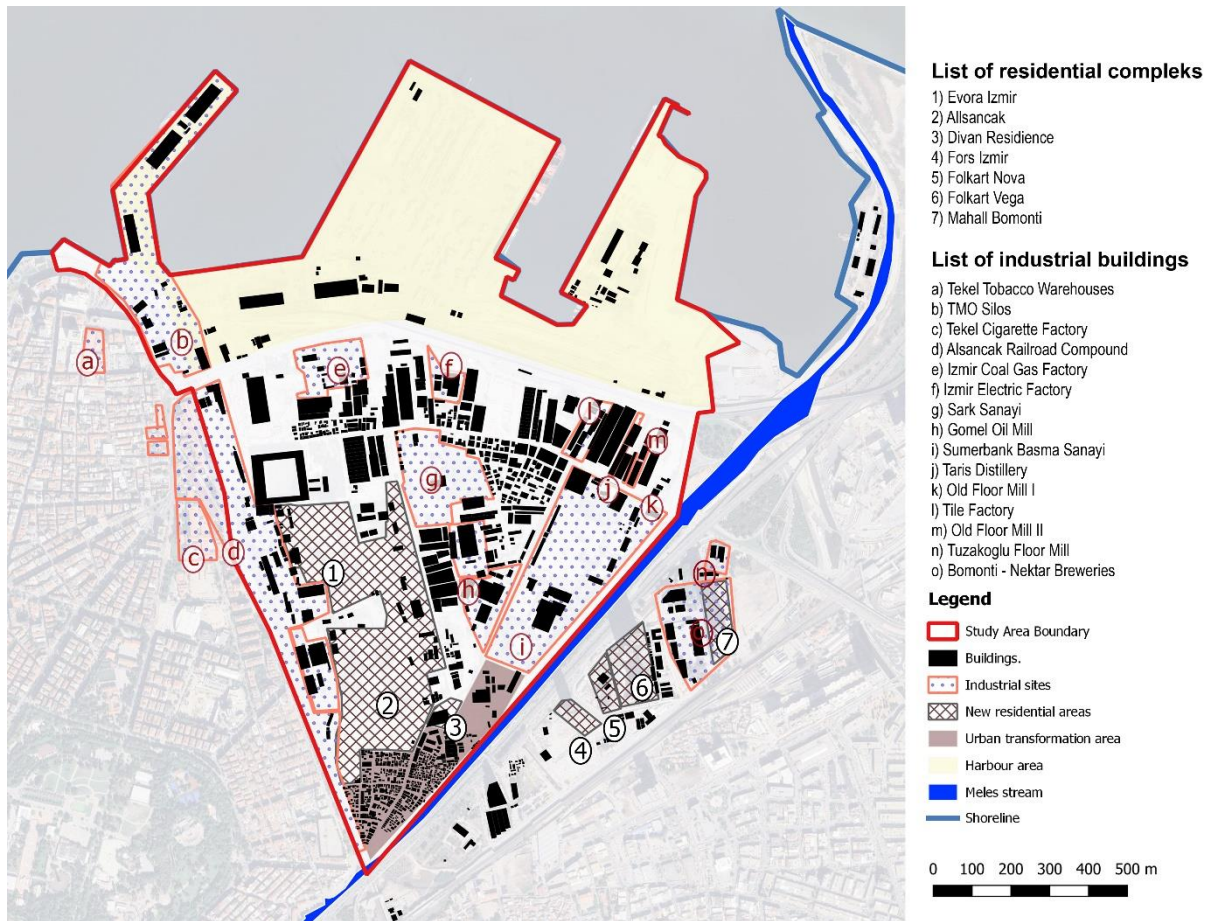 a
b
c
d
e
f
g
h
i
j
k
l
m
n
o
1
2
3
4
5
6
7
List of residential compleks
1) Evora Izmir
2) Allsancak
3) Divan Residience
4) Fors Izmir
5) Folkart Nova
6) Folkart Vega
7) Mahall Bomonti
List of industrial buildings
a) Tekel Tobacco Warehouses
b) TMO Silos
c) Tekel Cigarette Factory
d) Alsancak Railroad Compound
e) Izmir Coal Gas Factory
f) Izmir Electric Factory
g) Sark Sanayi
h) Gomel Oil Mill
i) Sumerbank Basma Sanayi
j) Taris Distillery
k) Old Floor Mill I
l) Tile Factory
m) Old Floor Mill II
n) Tuzakoglu Floor Mill
o) Bomonti - Nektar Breweries
Legend
Study Area Boundary
Buildings.
Industrial sites
New residential areas
Urban transformation area
Harbour area
Meles stream
Shoreline
0 100 200 300 400 500 m